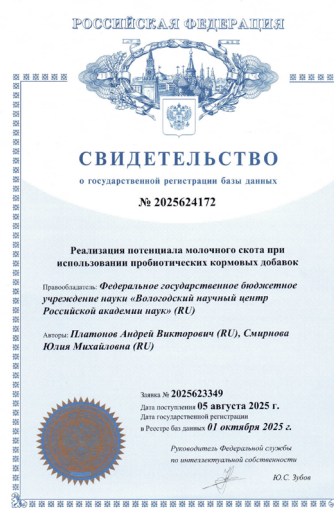 РОССИЙСКАЯ ФЕДЕРАЦИЯ
СВИДЕТЕЛЬСТВО
о государственной регистрации базы данных
№ 2025624172
Реализация потенциала молочного скота при
использовании пробиотических кормовых добавок
Правообладатель: Федеральное государственное бюджетное
учреждение науки «Вологодский научный центр
Российской академии наук» (RU)
Авторы: Платонов Андрей Викторович (RU), Смирнова
Юлия Михайловна (RU)
Заявка № 2025623349
Дата поступления 05 августа 2025 г.
Дата государственной регистрации
в Реестре баз данных 01 октября 2025 г.
Руководитель Федеральной службы
по интеллектуальной собственности
Ю.С. Зубов